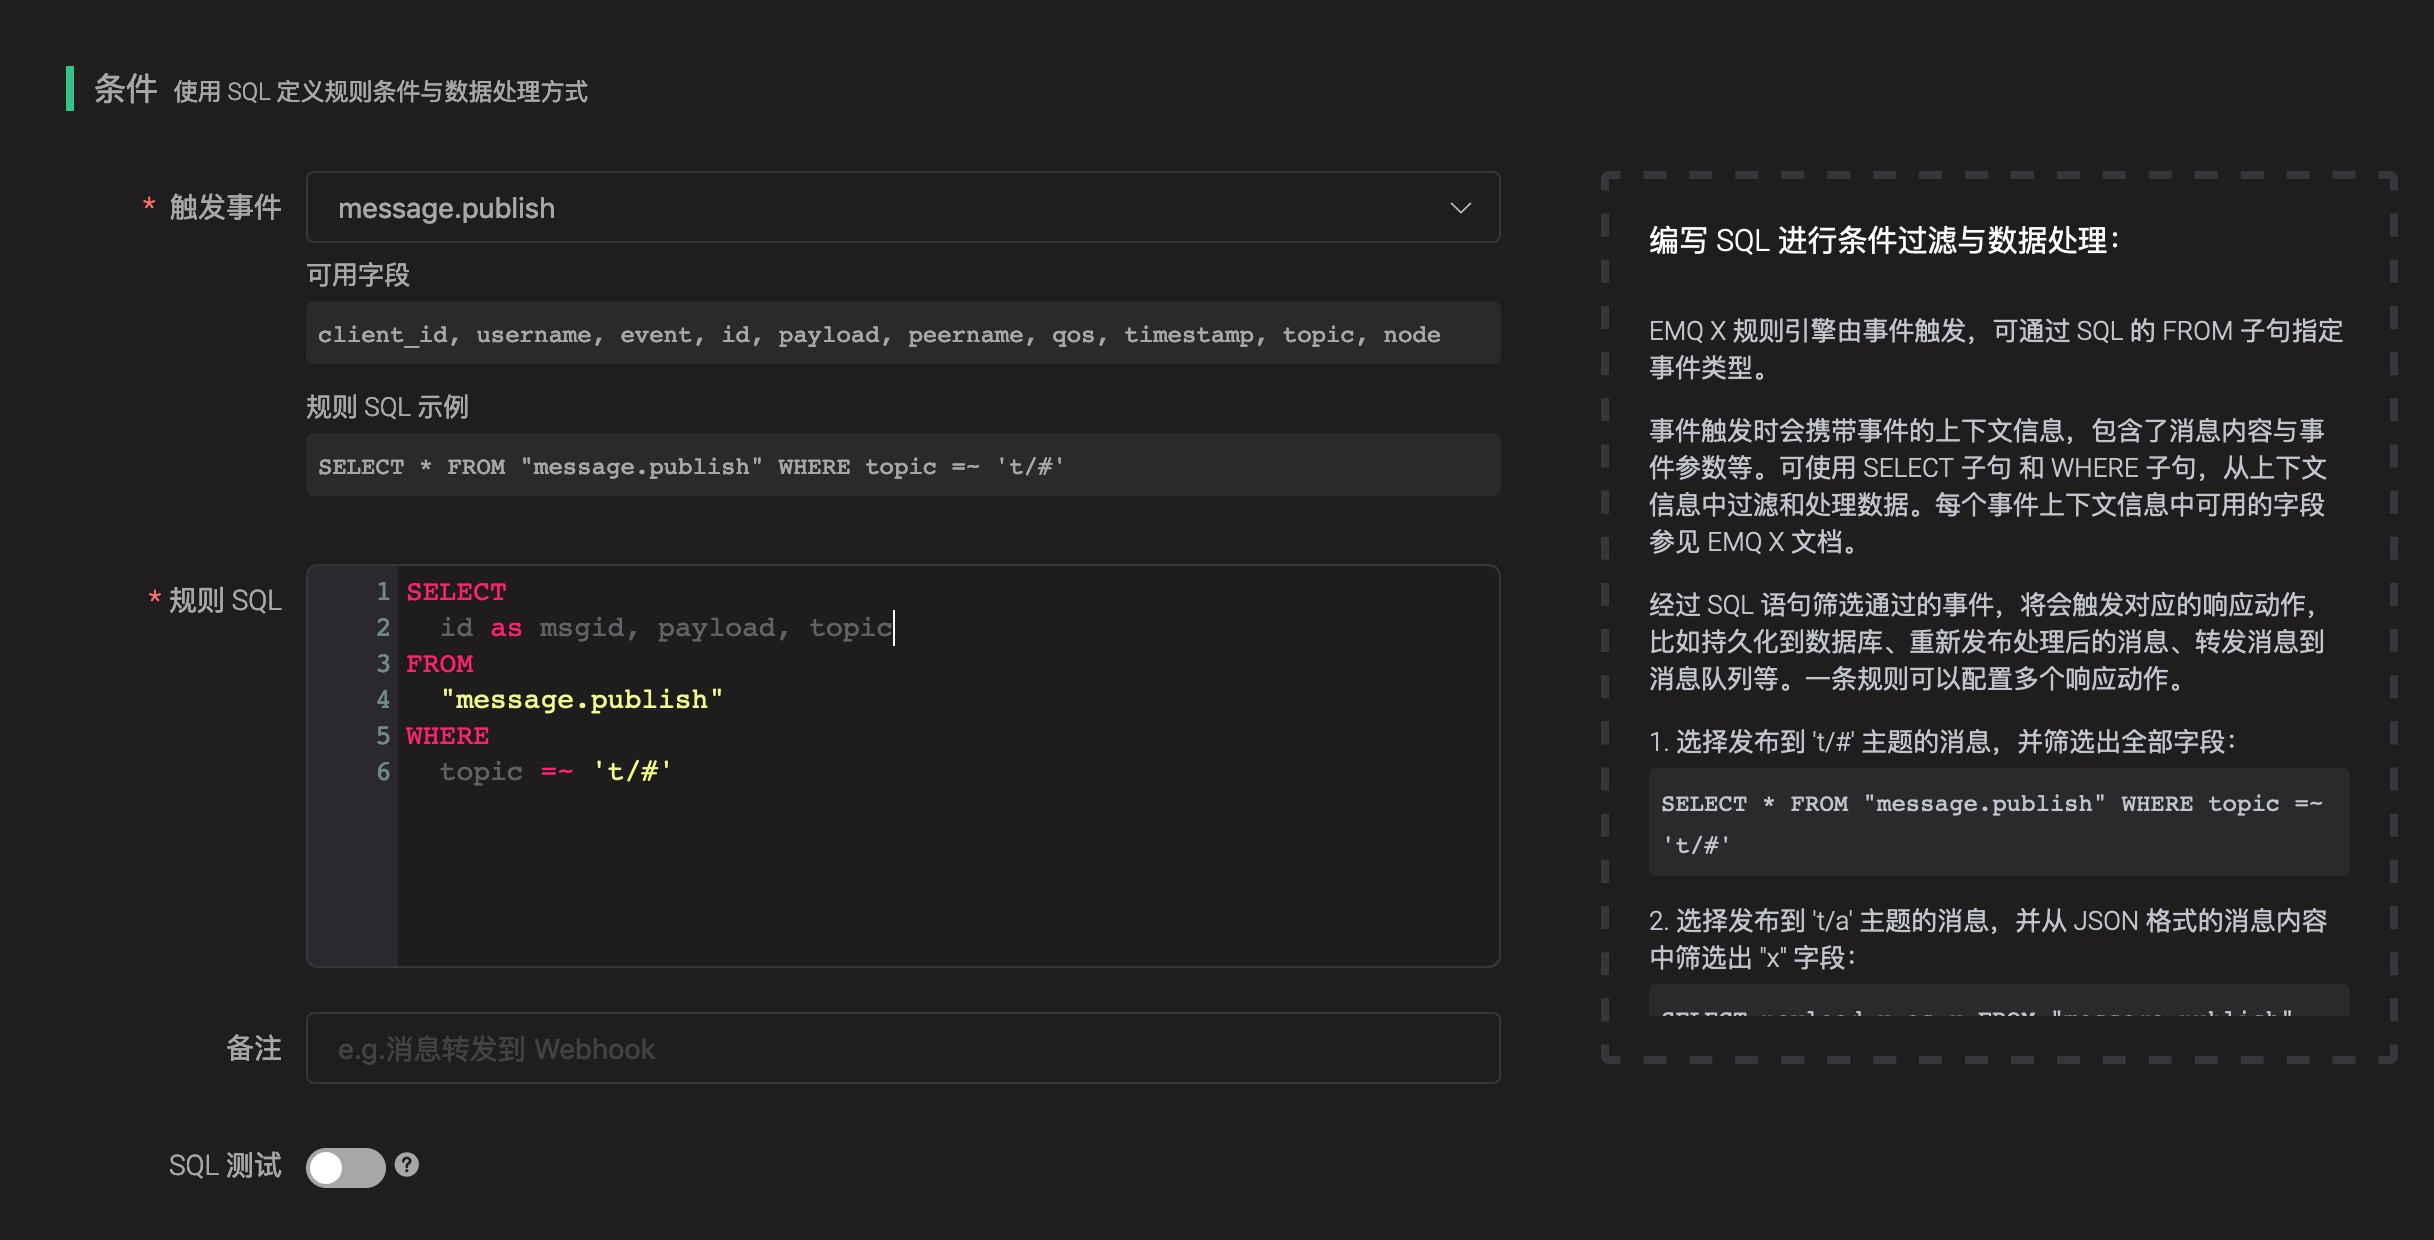 条件 使用 SQL 定义规则条件与数据处理方式
* 触发事件
message.publish
可用字段
client_id, username, event, id, payload, peername, qos, timestamp, topic, node
规则 SQL 示例
SELECT * FROM "message.publish" WHERE topic =~ 't/#'
* 规则 SQL
1 SELECT
2 id as msgid, payload, topic
3 FROM
4 "message.publish"
5 WHERE
6 topic =~ 't/#'
备注
e.g.消息转发到 Webhook
SQL 测试
?
编写 SQL 进行条件过滤与数据处理：
EMQ X 规则引擎由事件触发，可通过 SQL 的 FROM 子句指定
事件类型。
事件触发时会携带事件的上下文信息，包含了消息内容与事
件参数等。可使用 SELECT 子句 和 WHERE 子句，从上下文
信息中过滤和处理数据。每个事件上下文信息中可用的字段
参见 EMQ X 文档。
经过 SQL 语句筛选通过的事件，将会触发对应的响应动作，
比如持久化到数据库、重新发布处理后的消息、转发消息到
消息队列等。一条规则可以配置多个响应动作。
1. 选择发布到 't/#' 主题的消息，并筛选出全部字段：
SELECT * FROM "message.publish" WHERE topic =~
't/#'
2. 选择发布到 't/a' 主题的消息，并从 JSON 格式的消息内容
中筛选出 "x" 字段：
SELECT payload.x as x FROM "message.publish"